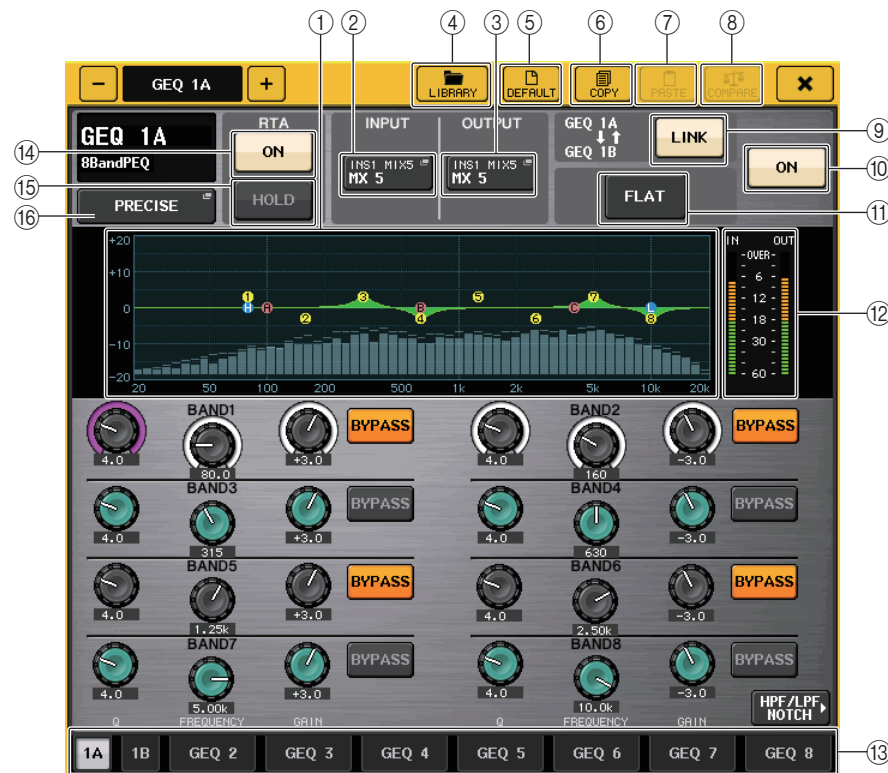 ① ② ③ ④ ⑤ ⑥ ⑦ ⑧
− GEQ 1A + LIBRARY DEFAULT COPY PASTE COMPARE ×
GEQ 1A
8BandPEQ
RTA
ON
INPUT
INS1 MIX5
MX 5
OUTPUT
INS1 MIX5
MX 5
GEQ 1A
↓↑
GEQ 1B
LINK
ON
PRECISE
HOLD
FLAT
⑨
⑩
⑪
⑫
⑬
⑭
⑮
⑯
+20
+10
0
-10
-20
20 50 100 200 500 1k 2k 5k 10k 20k
1 2 3 4 5 6 7 8
H A B C L
IN OUT
-OVER-
6
12
18
30
60
BAND1
4.0 80.0 +3.0 BYPASS
BAND2
4.0 160 -3.0 BYPASS
BAND3
4.0 315 +3.0 BYPASS
BAND4
4.0 630 -3.0 BYPASS
BAND5
4.0 1.25k +3.0 BYPASS
BAND6
4.0 2.50k -3.0 BYPASS
BAND7
4.0 5.00k +3.0 BYPASS
BAND8
4.0 10.0k -3.0 BYPASS
Q FREQUENCY GAIN Q FREQUENCY GAIN
HPF/LPF
NOTCH
1A 1B GEQ 2 GEQ 3 GEQ 4 GEQ 5 GEQ 6 GEQ 7 GEQ 8